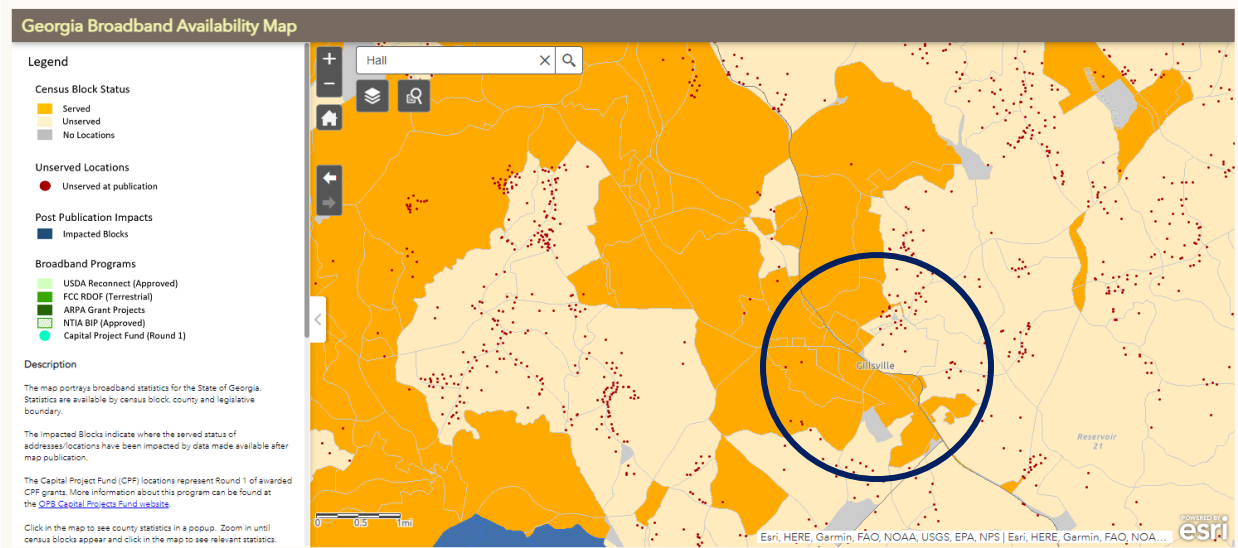 Georgia Broadband Availability Map
Legend
Census Block Status
Served
Unserved
No Locations
Unserved Locations
Unserved at publication
Post Publication Impacts
Impacted Blocks
Broadband Programs
USDA Reconnect (Approved)
FCC RDOF (Terrestrial)
ARPA Grant Projects
NTIA BIP (Approved)
Capital Project Fund (Round 1)
Description
The map portrays broadband statistics for the State of Georgia.
Statistics are available by census block, county and legislative
boundary.
The Impacted Blocks indicate where the served status of
addresses/locations have been impacted by data made available after
map publication.
The Capital Project Fund (CPF) locations represent Round 1 of awarded
CPF grants. More information about this program can be found at
the OPB Capital Projects Fund website.
Click in the map to see county statistics in a popup. Zoom in until
census blocks appear and click in the map to see relevant statistics.
Hall
Gillsville
Reservoir
21
0 0.5 1mi
Esri, HERE, Garmin, FAO, NOAA, USGS, EPA, NPS | Esri, HERE, Garmin, FAO, NOA...
POWERED BY
esri